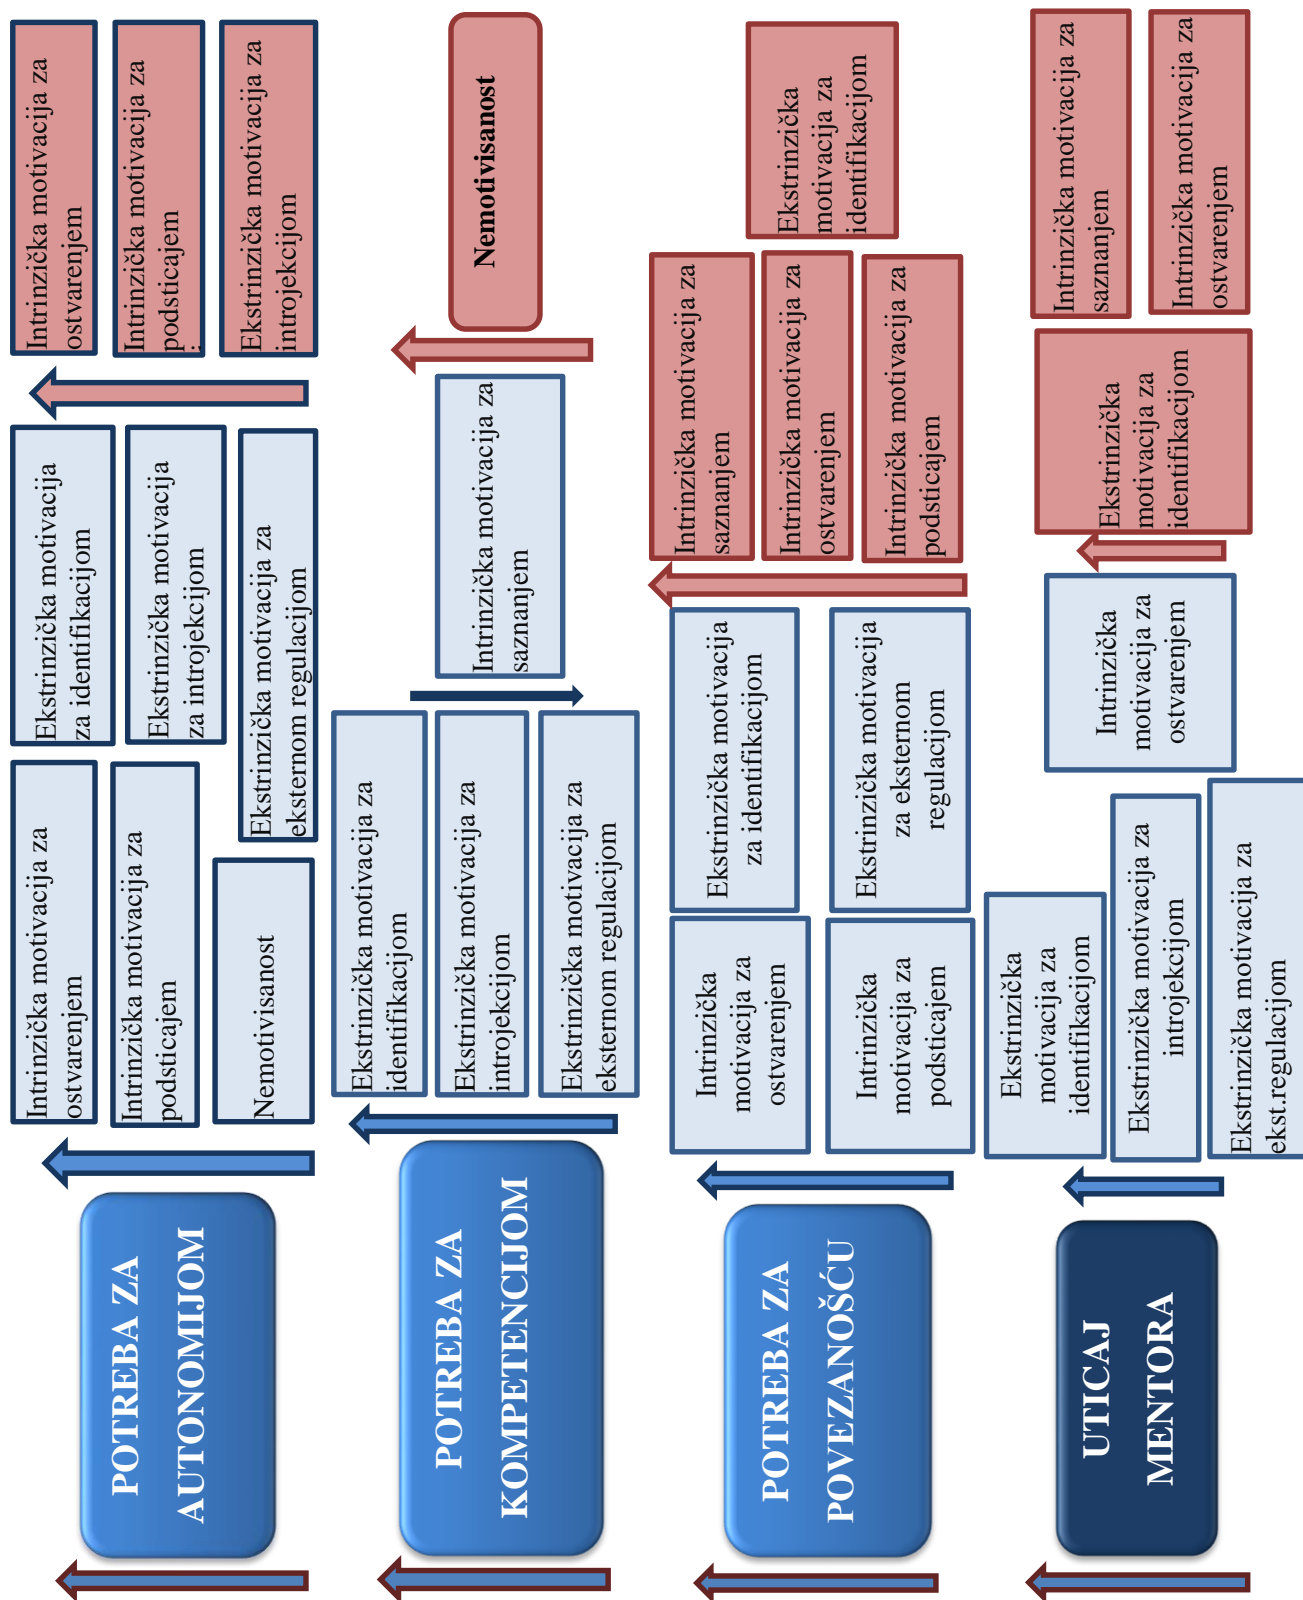 POTREBA ZA
AUTONOMIJOM
Intrinzička motivacija za
ostvarenjem
Intrinzička motivacija za
podsticajem
Nemotivisanost
Ekstrinzička motivacija
za identifikacijom
Ekstrinzička motivacija
za introjekcijom
Ekstrinzička motivacija za
eksternom regulacijom
Intrinzička motivacija za
ostvarenjem
Intrinzička motivacija za
podsticajem
Ekstrinzička motivacija za
introjekcijom
POTREBA ZA
KOMPETENCIJOM
Ekstrinzička motivacija za
identifikacijom
Ekstrinzička motivacija za
introjekcijom
Ekstrinzička motivacija za
eksternom regulacijom
Intrinzička motivacija za
saznanjem
Nemotivisanost
POTREBA ZA
POVEZANOŠĆU
Intrinzička
motivacija za
ostvarenjem
Intrinzička
motivacija za
podsticajem
Ekstrinzička motivacija
za identifikacijom
Ekstrinzička motivacija
za eksternom
regulacijom
Intrinzička motivacija za
saznanjem
Intrinzička motivacija za
ostvarenjem
Intrinzička motivacija za
podsticajem
Ekstrinzička
motivacija za
identifikacijom
UTICAJ
MENTORA
Ekstrinzička
motivacija za
identifikacijom
Ekstrinzička motivacija za
introjekcijom
Ekstrinzička motivacija za
ekst.regulacijom
Intrinzička
motivacija za
ostvarenjem
Ekstrinzička
motivacija za
identifikacijom
Intrinzička motivacija za
saznanjem
Intrinzička motivacija za
ostvarenjem